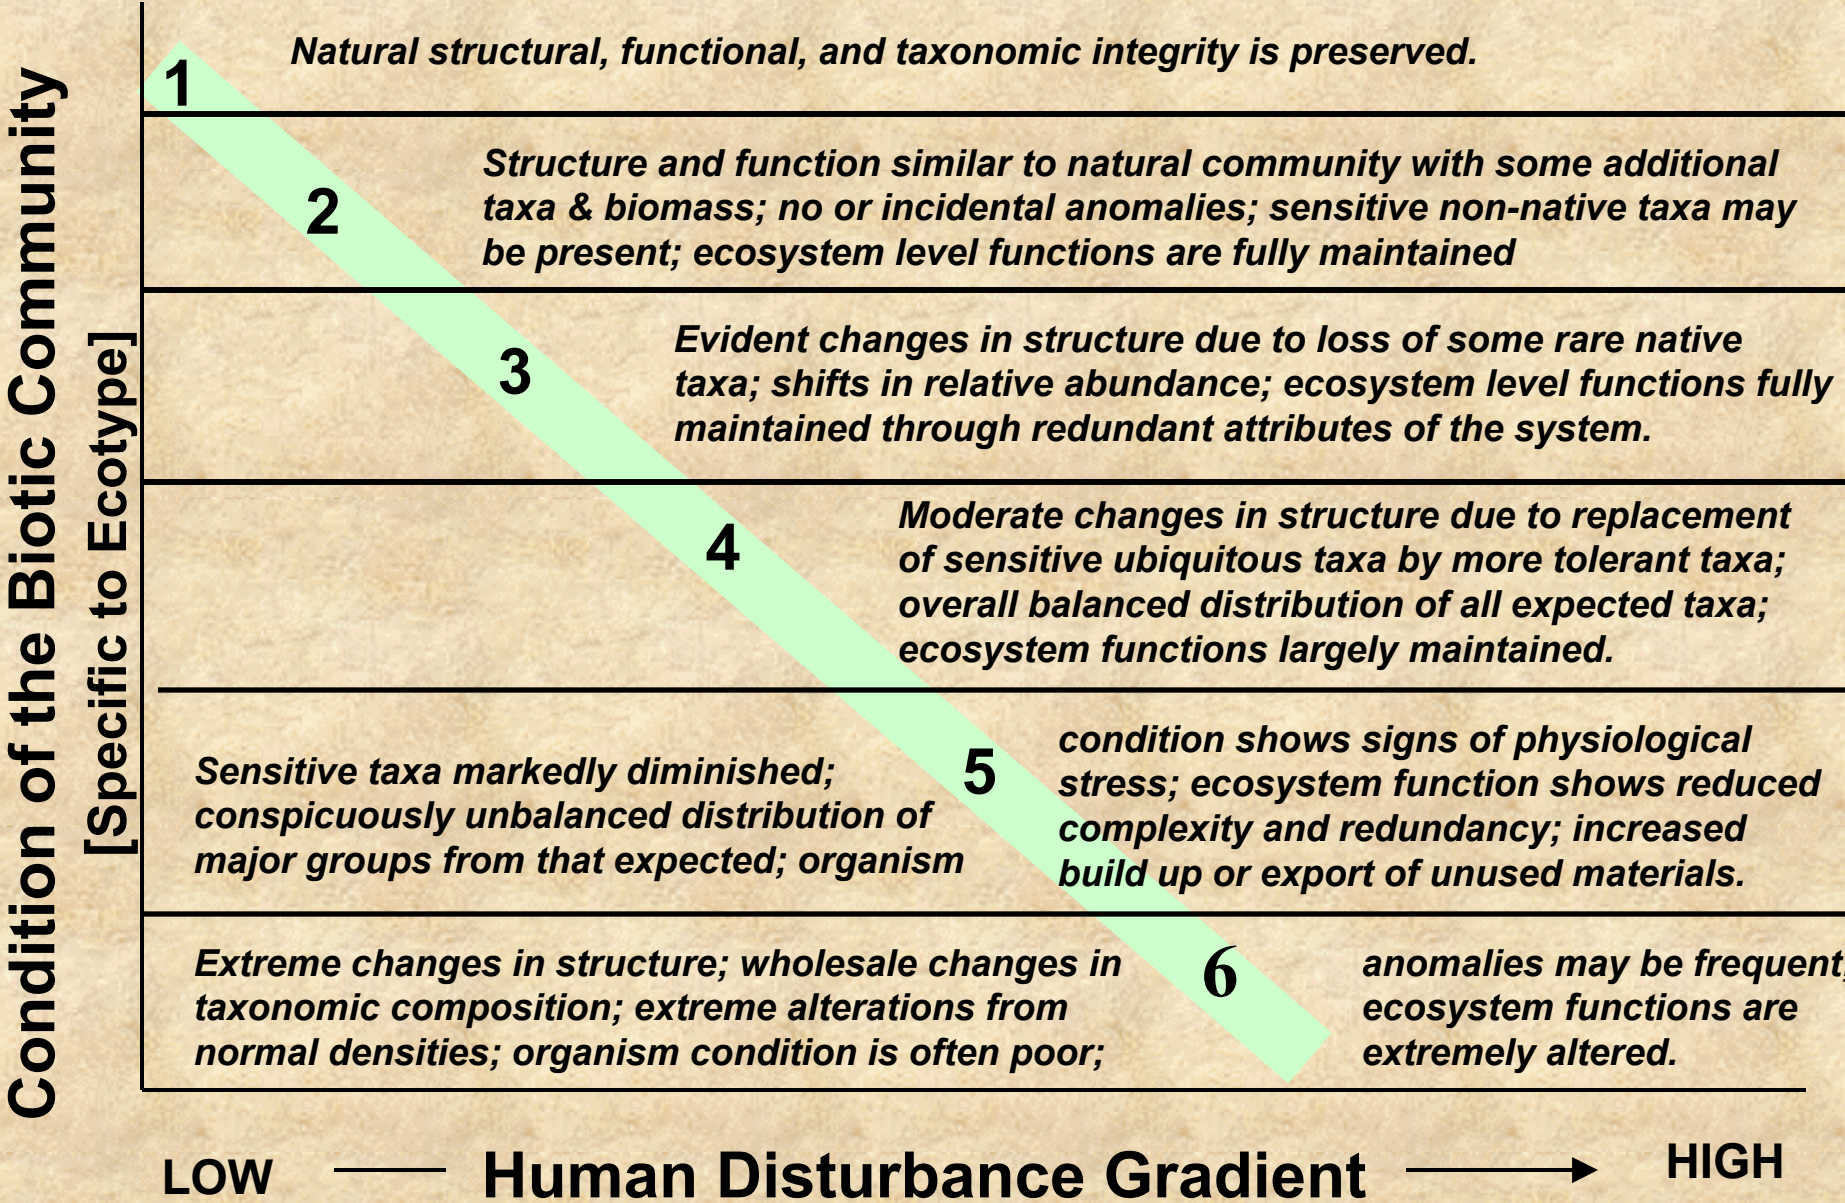 Condition of the Biotic Community
[Specific to Ecotype]
1
Natural structural, functional, and taxonomic integrity is preserved.
2
Structure and function similar to natural community with some additional
taxa & biomass; no or incidental anomalies; sensitive non-native taxa may
be present; ecosystem level functions are fully maintained
3
Evident changes in structure due to loss of some rare native
taxa; shifts in relative abundance; ecosystem level functions fully
maintained through redundant attributes of the system.
4
Moderate changes in structure due to replacement
of sensitive ubiquitous taxa by more tolerant taxa;
overall balanced distribution of all expected taxa;
ecosystem functions largely maintained.
5
Sensitive taxa markedly diminished;
conspicuously unbalanced distribution of
major groups from that expected; organism
condition shows signs of physiological
stress; ecosystem function shows reduced
complexity and redundancy; increased
build up or export of unused materials.
6
Extreme changes in structure; wholesale changes in
taxonomic composition; extreme alterations from
normal densities; organism condition is often poor;
anomalies may be frequent;
ecosystem functions are
extremely altered.
LOW
Human Disturbance Gradient
HIGH